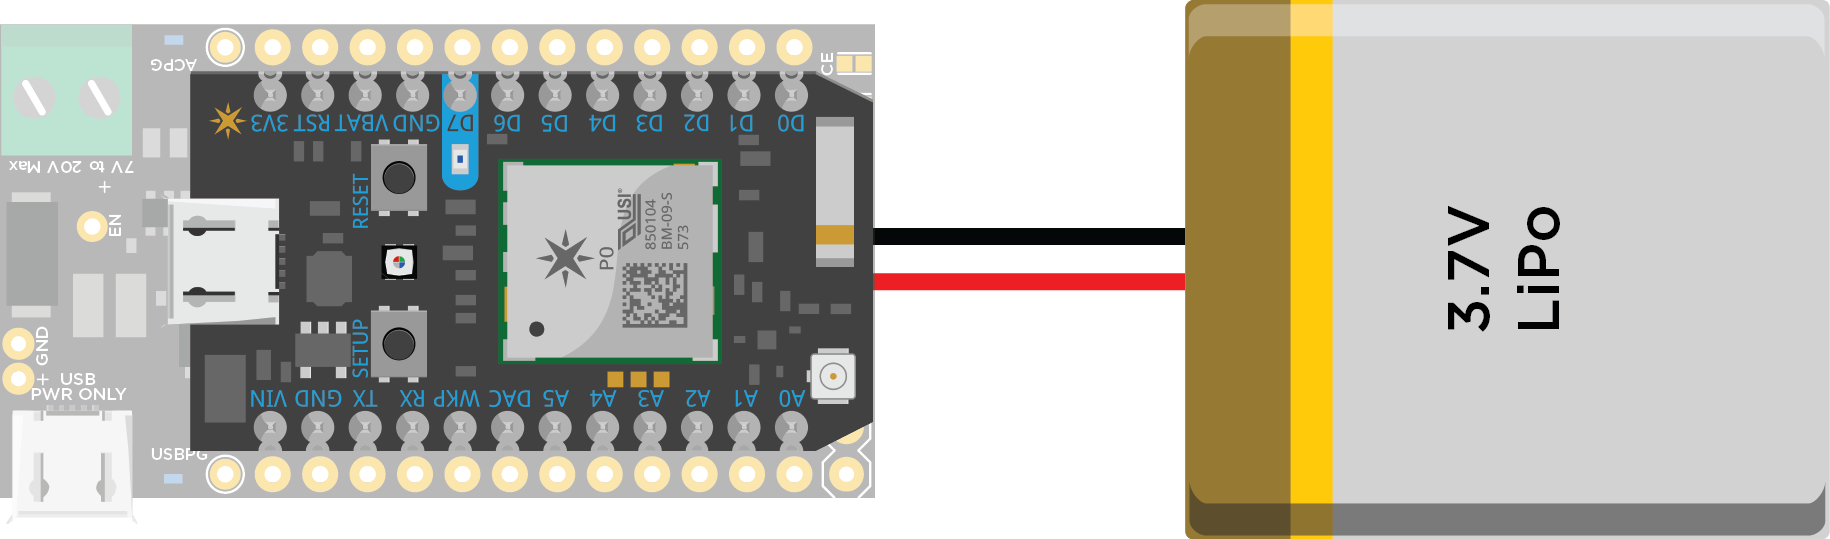 ACPG
CE
3V3 RST VBAT GND D7 D6 D5 D4 D3 D2 D1 D0
7V to 20V Max
+
EN
RESET
USI®
850104
BM-09-S
573
P0
3.7V
LiPo
GND
+
SETUP
USB
PWR ONLY
VIN GND TX RX WKP DAC A5 A4 A3 A2 A1 A0
USBPG